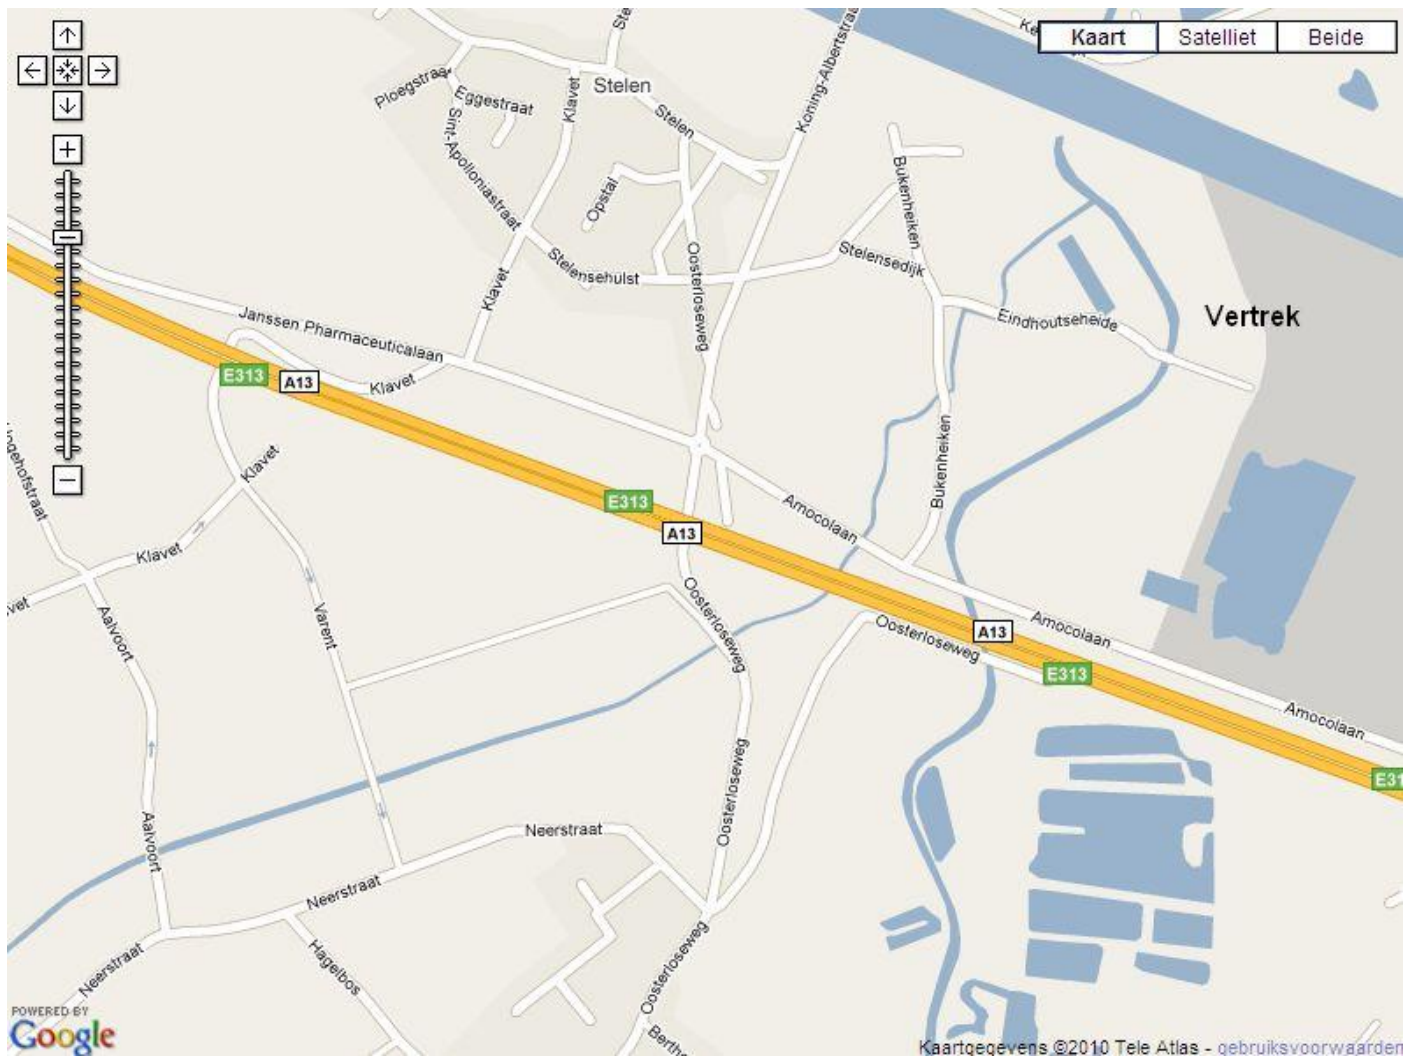 Kaart
Satelliet
Beide
Ploegstraat
Eggestraat
Sint-Apolloniastraat
Klavet
Stelen
Stelen
Koning-Albertstraa
Opstal
Oosterloseweg
Stelensehulst
Bukenheiken
Stelensedijk
Eindhoutseheide
Vertrek
Klavet
Janssen Pharmaceuticalaan
Klavet
E313
A13
Klavet
Klavet
Bukenheiken
E313
A13
Amocolaan
Aalvoort
Varent
Oosterloseweg
Oosterloseweg
A13
Amocolaan
E313
Amocolaan
E31
Oosterloseweg
Aalvoort
Neerstraat
Neerstraat
Neerstraat
Hagelbos
Oosterloseweg
POWERED BY
Google
Kaartgegevens ©2010 Tele Atlas - gebruiksvoorwaarden